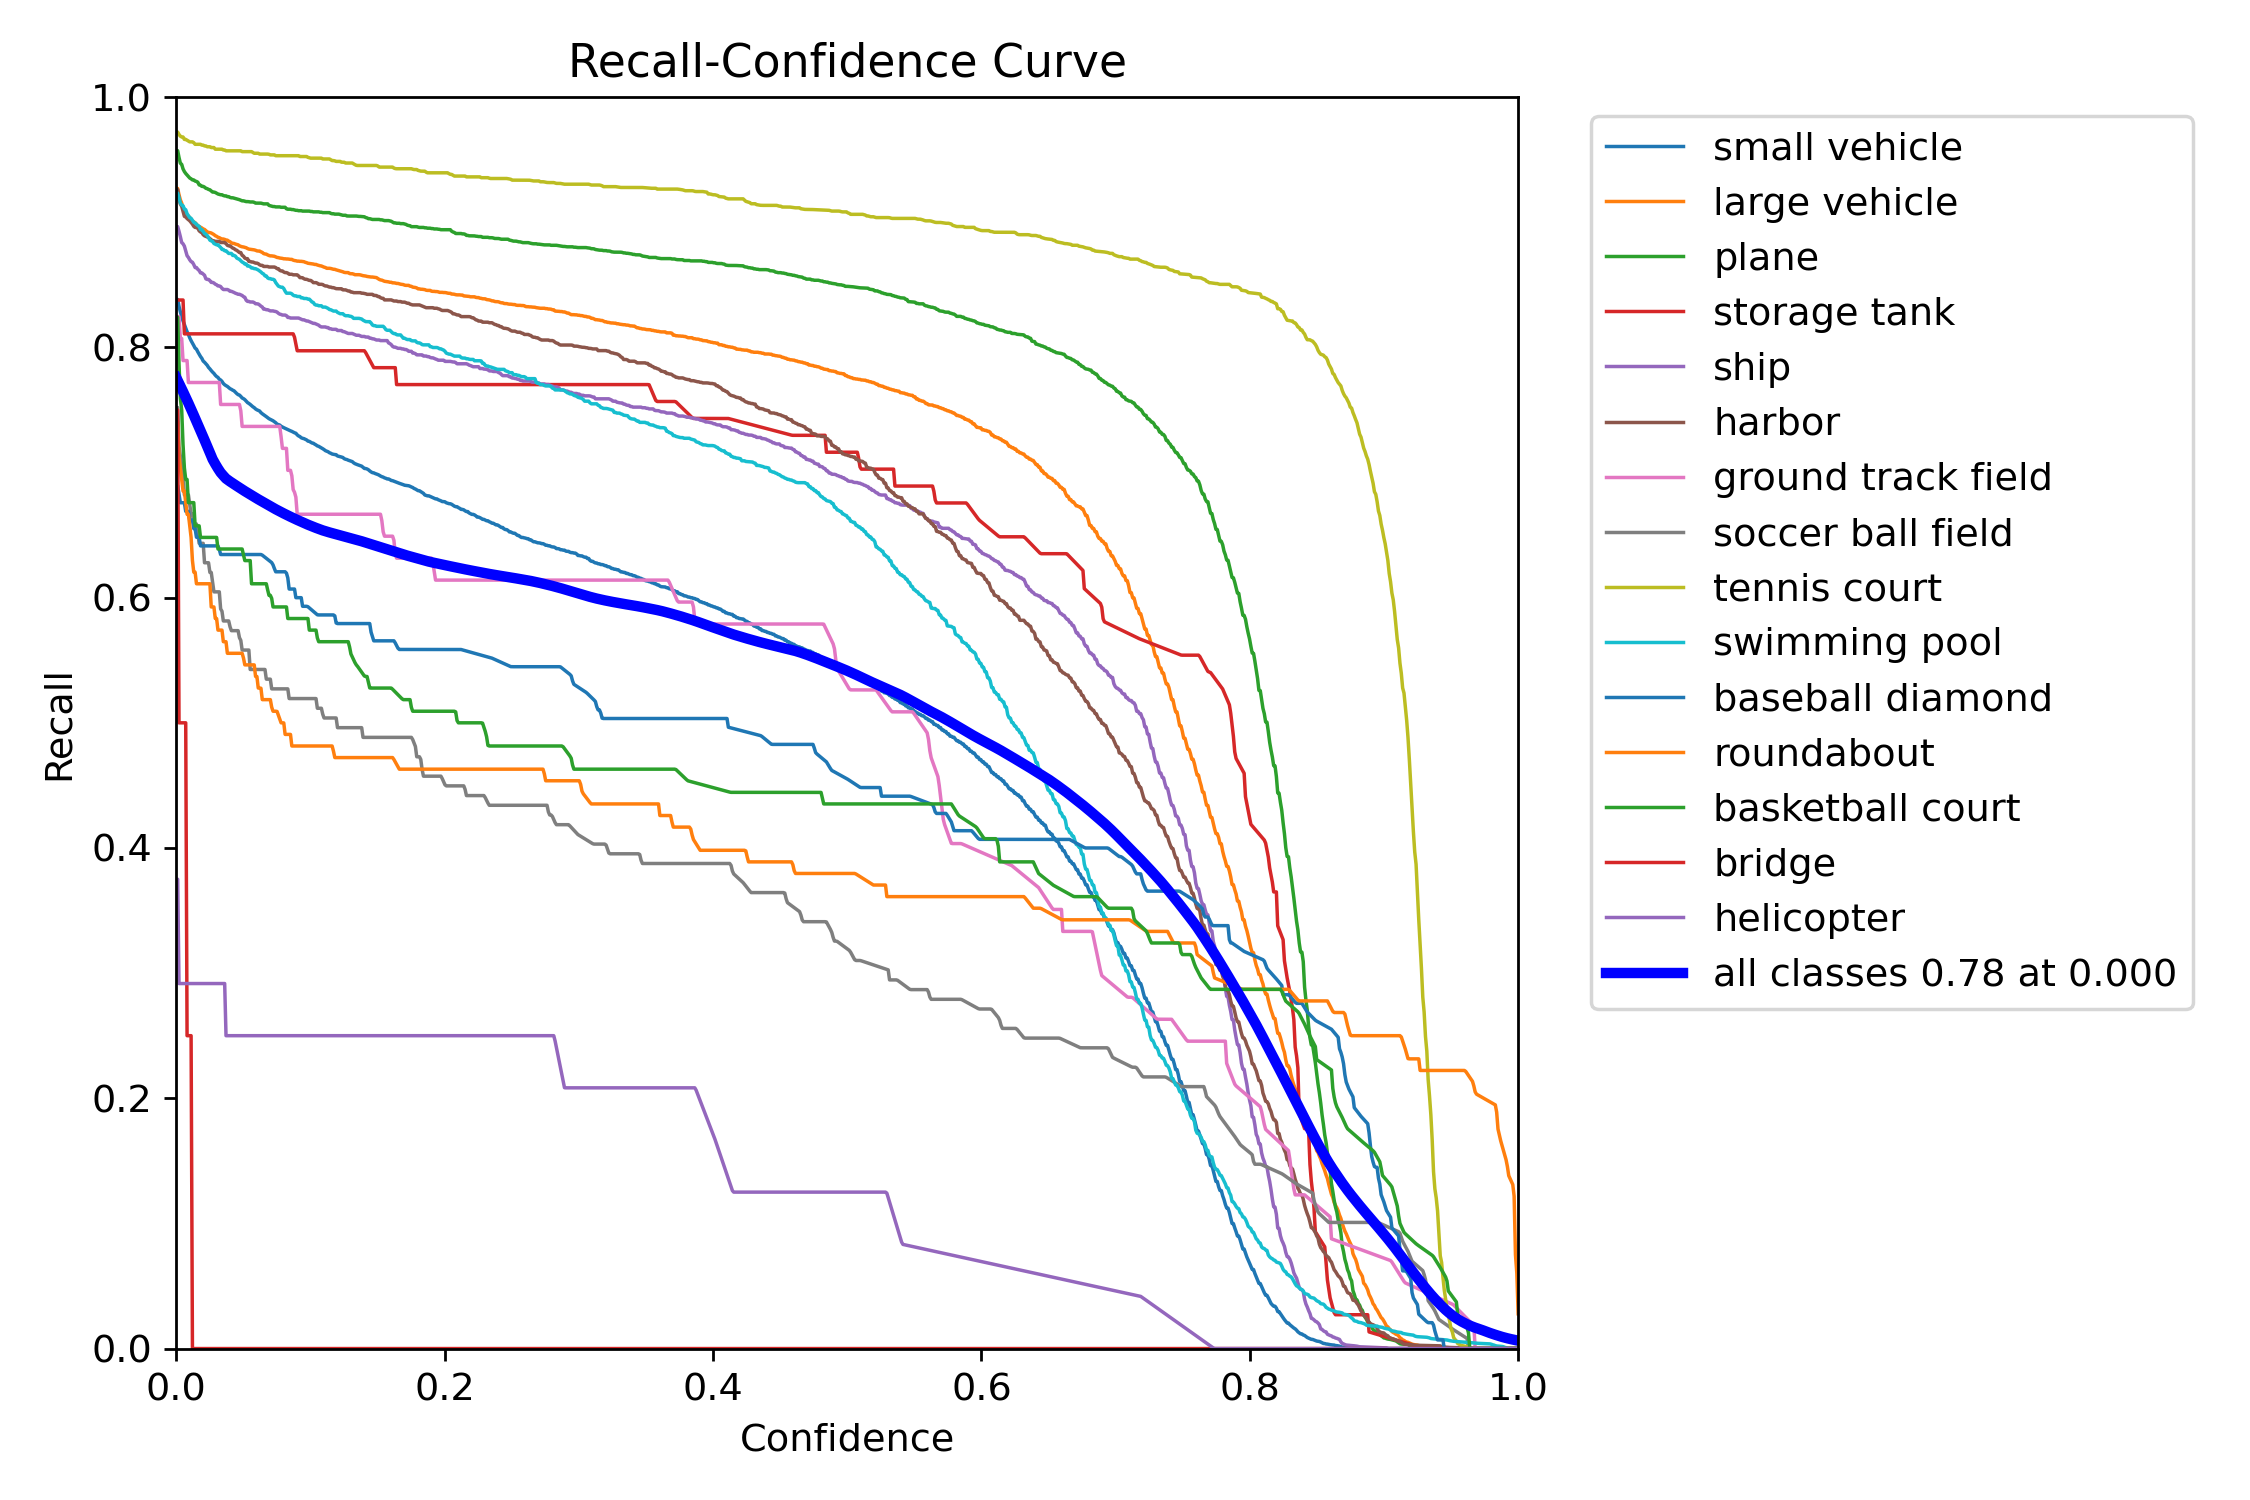 Recall-Confidence Curve
1.0
0.8
0.6
0.4
0.2
0.0
Recall
0.0 0.2 0.4 0.6 0.8 1.0
Confidence
small vehicle
large vehicle
plane
storage tank
ship
harbor
ground track field
soccer ball field
tennis court
swimming pool
baseball diamond
roundabout
basketball court
bridge
helicopter
all classes 0.78 at 0.000